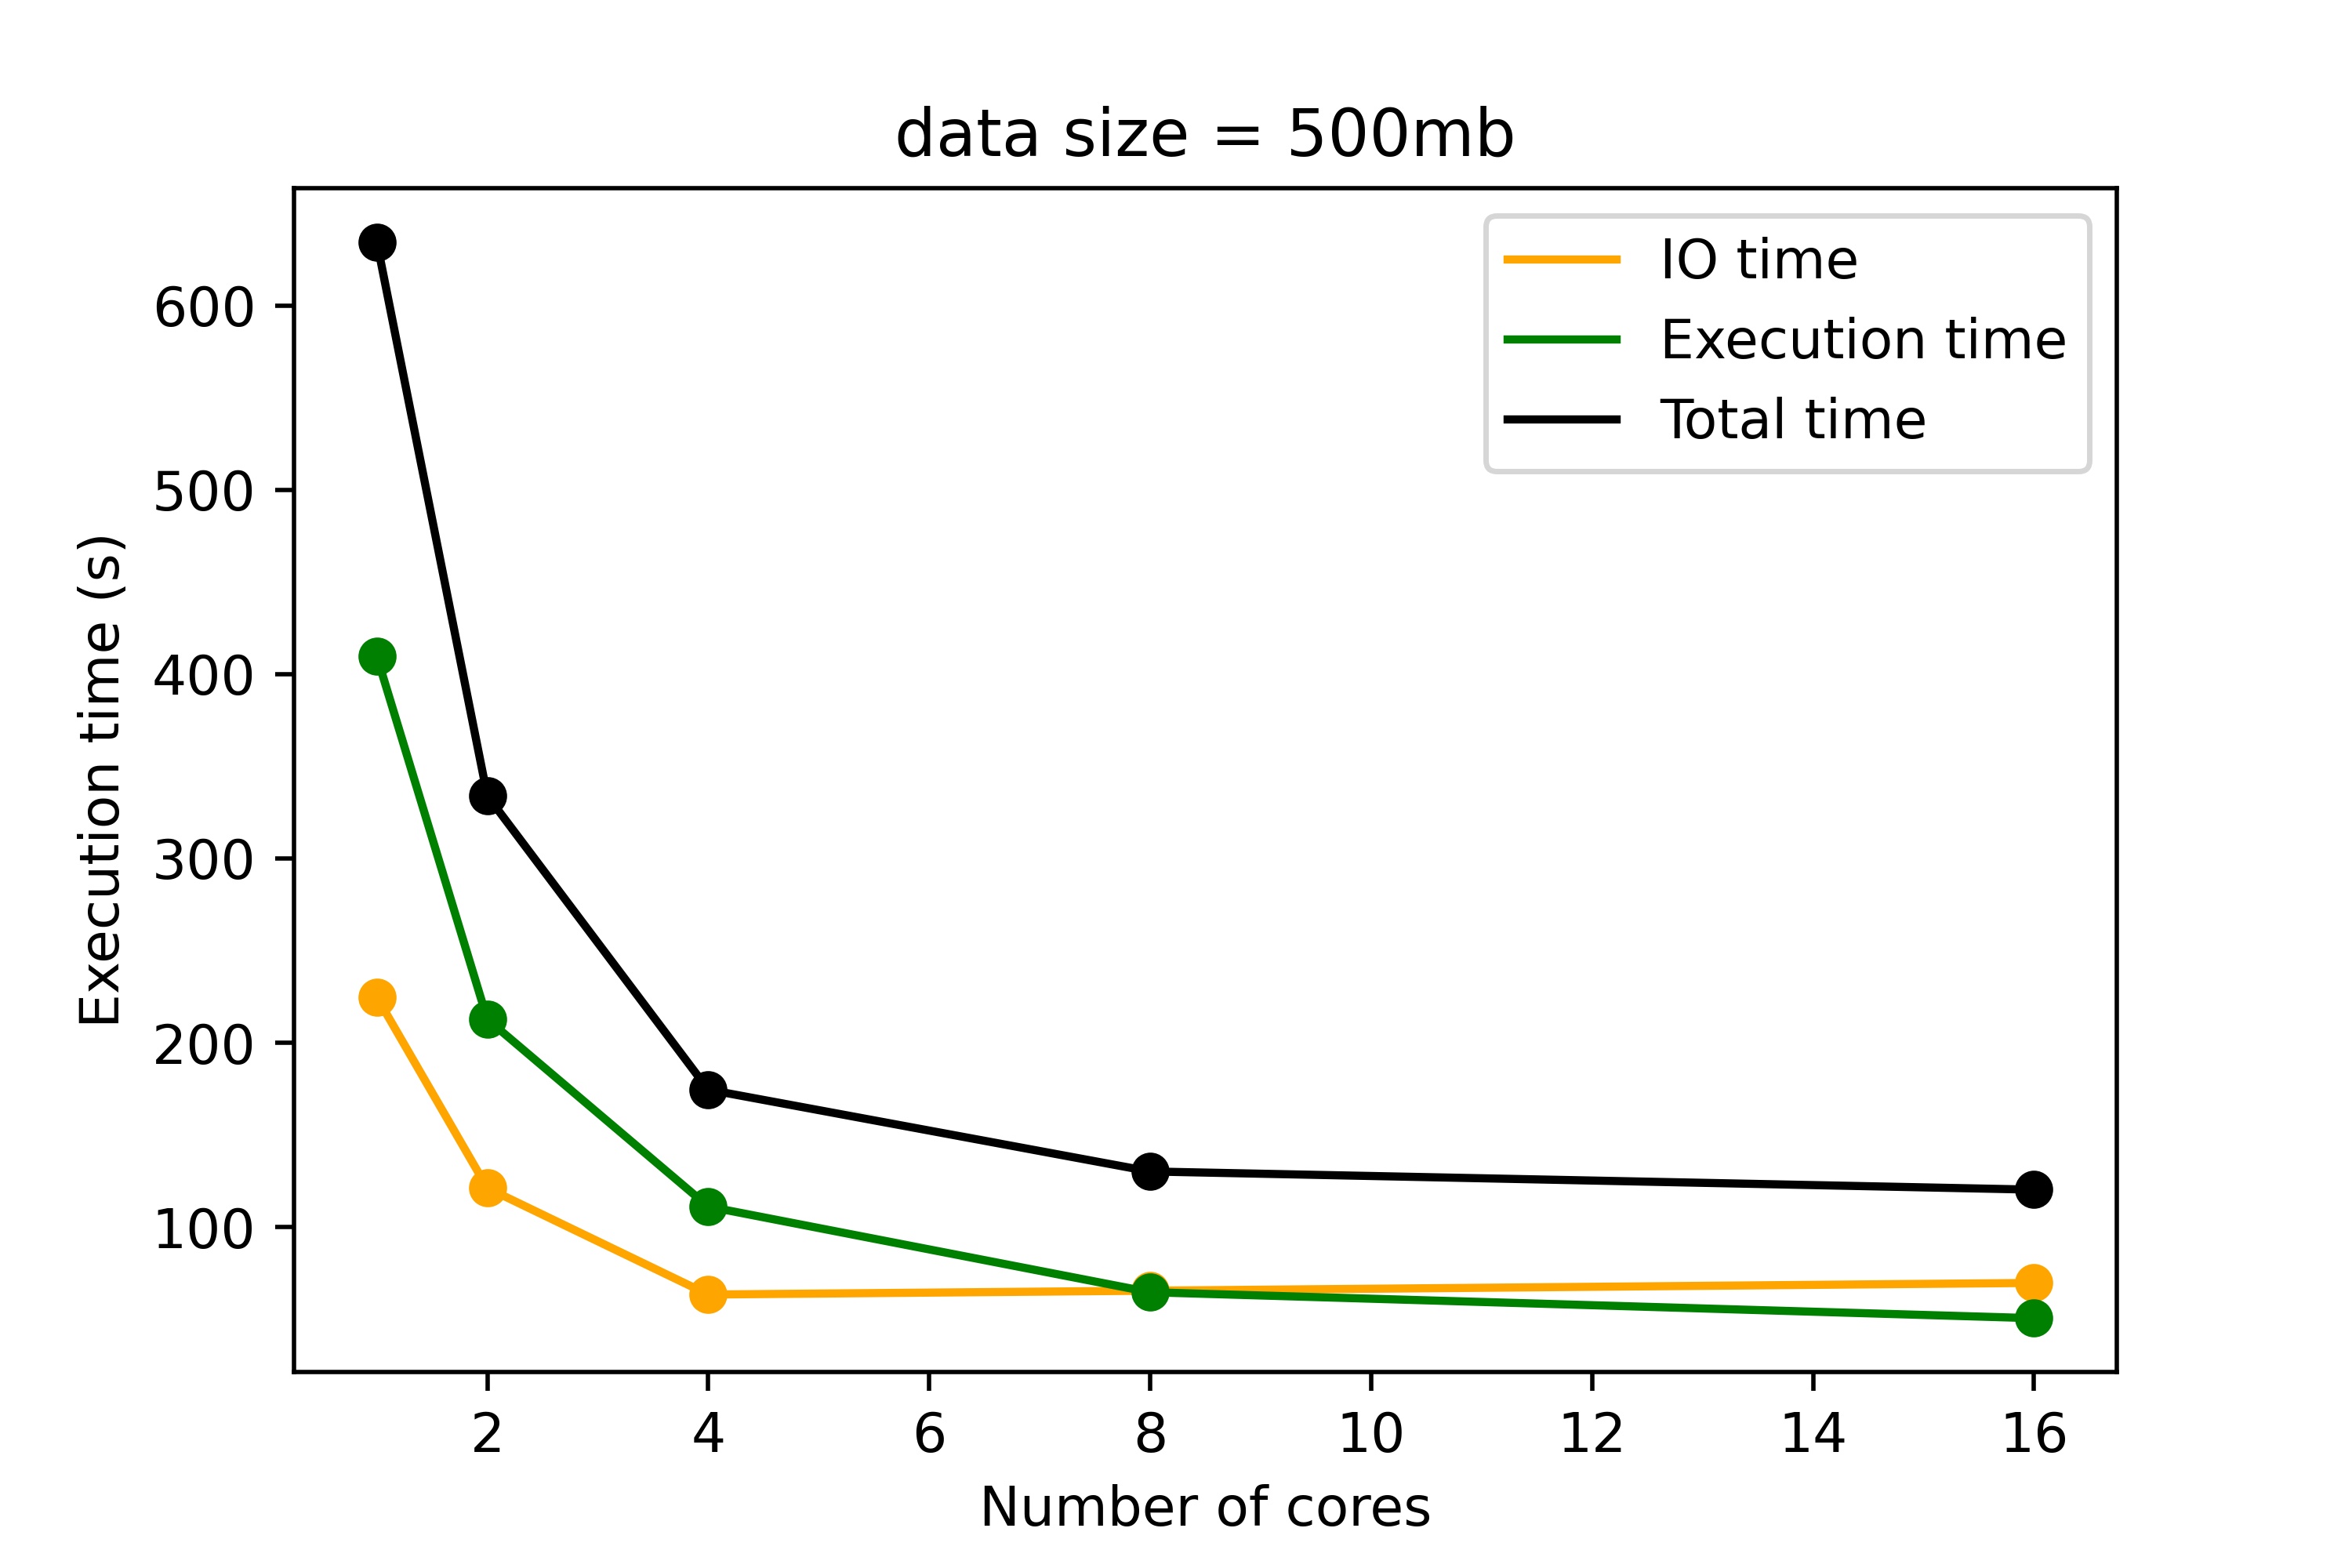 data size = 500mb
IO time
Execution time
Total time
600
500
400
300
200
100
Execution time (s)
2 4 6 8 10 12 14 16
Number of cores